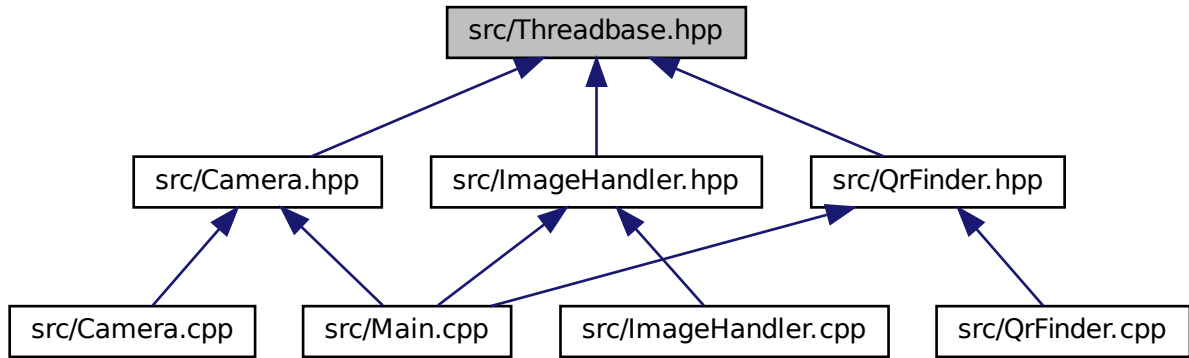 src/Threadbase.hpp
src/Camera.hpp
src/ImageHandler.hpp
src/QrFinder.hpp
src/Camera.cpp
src/Main.cpp
src/ImageHandler.cpp
src/QrFinder.cpp